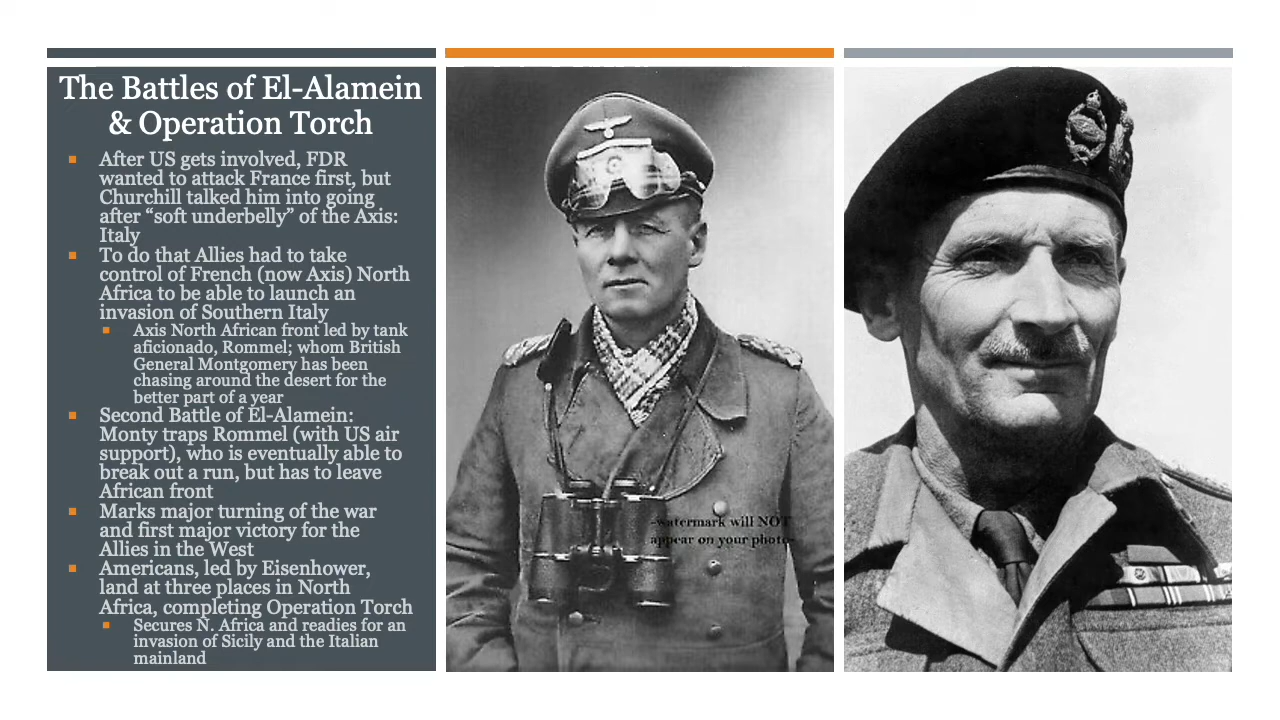 The Battles of El-Alamein
& Operation Torch
After US gets involved, FDR
wanted to attack France first, but
Churchill talked him into going
after “soft underbelly” of the Axis:
Italy
To do that Allies had to take
control of French (now Axis) North
Africa to be able to launch an
invasion of Southern Italy
Axis North African front led by tank
aficionado, Rommel; whom British
General Montgomery has been
chasing around the desert for the
better part of a year
Second Battle of El-Alamein:
Monty traps Rommel (with US air
support), who is eventually able to
break out a run, but has to leave
African front
Marks major turning of the war
and first major victory for the
Allies in the West
Americans, led by Eisenhower,
land at three places in North
Africa, completing Operation Torch
Secures N. Africa and readies for an
invasion of Sicily and the Italian
mainland
-watermark will NOT
appear on your photo-